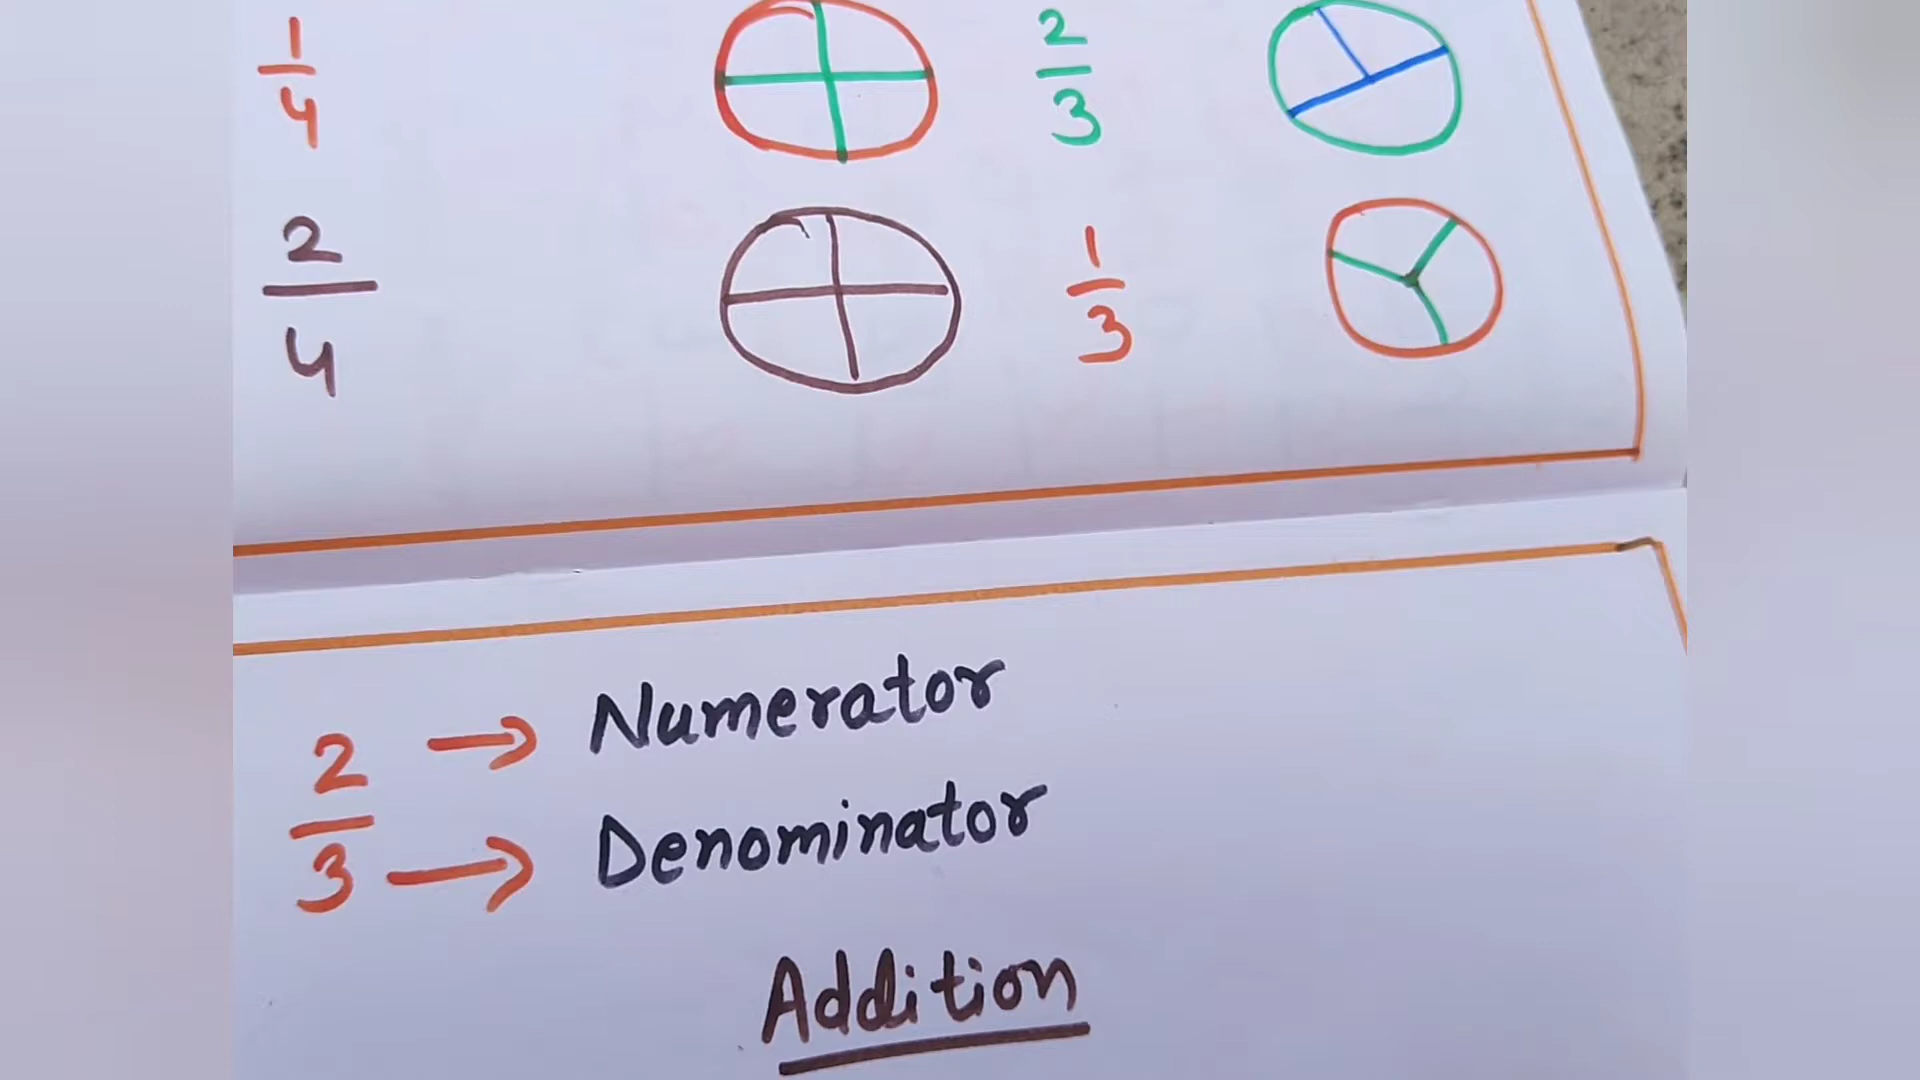 1/4 2/3
2/4 1/3
2 → Numerator
3 → Denominator
Addition